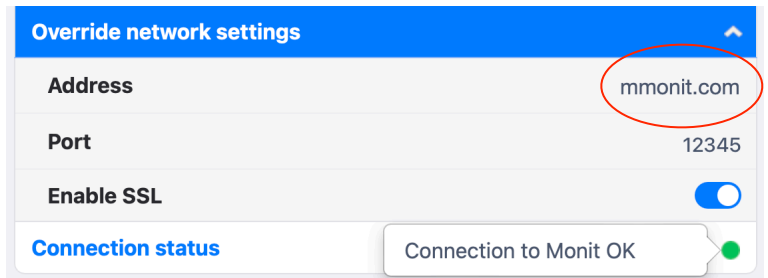 Override network settings
Address mmonit.com
Port 12345
Enable SSL
Connection status Connection to Monit OK